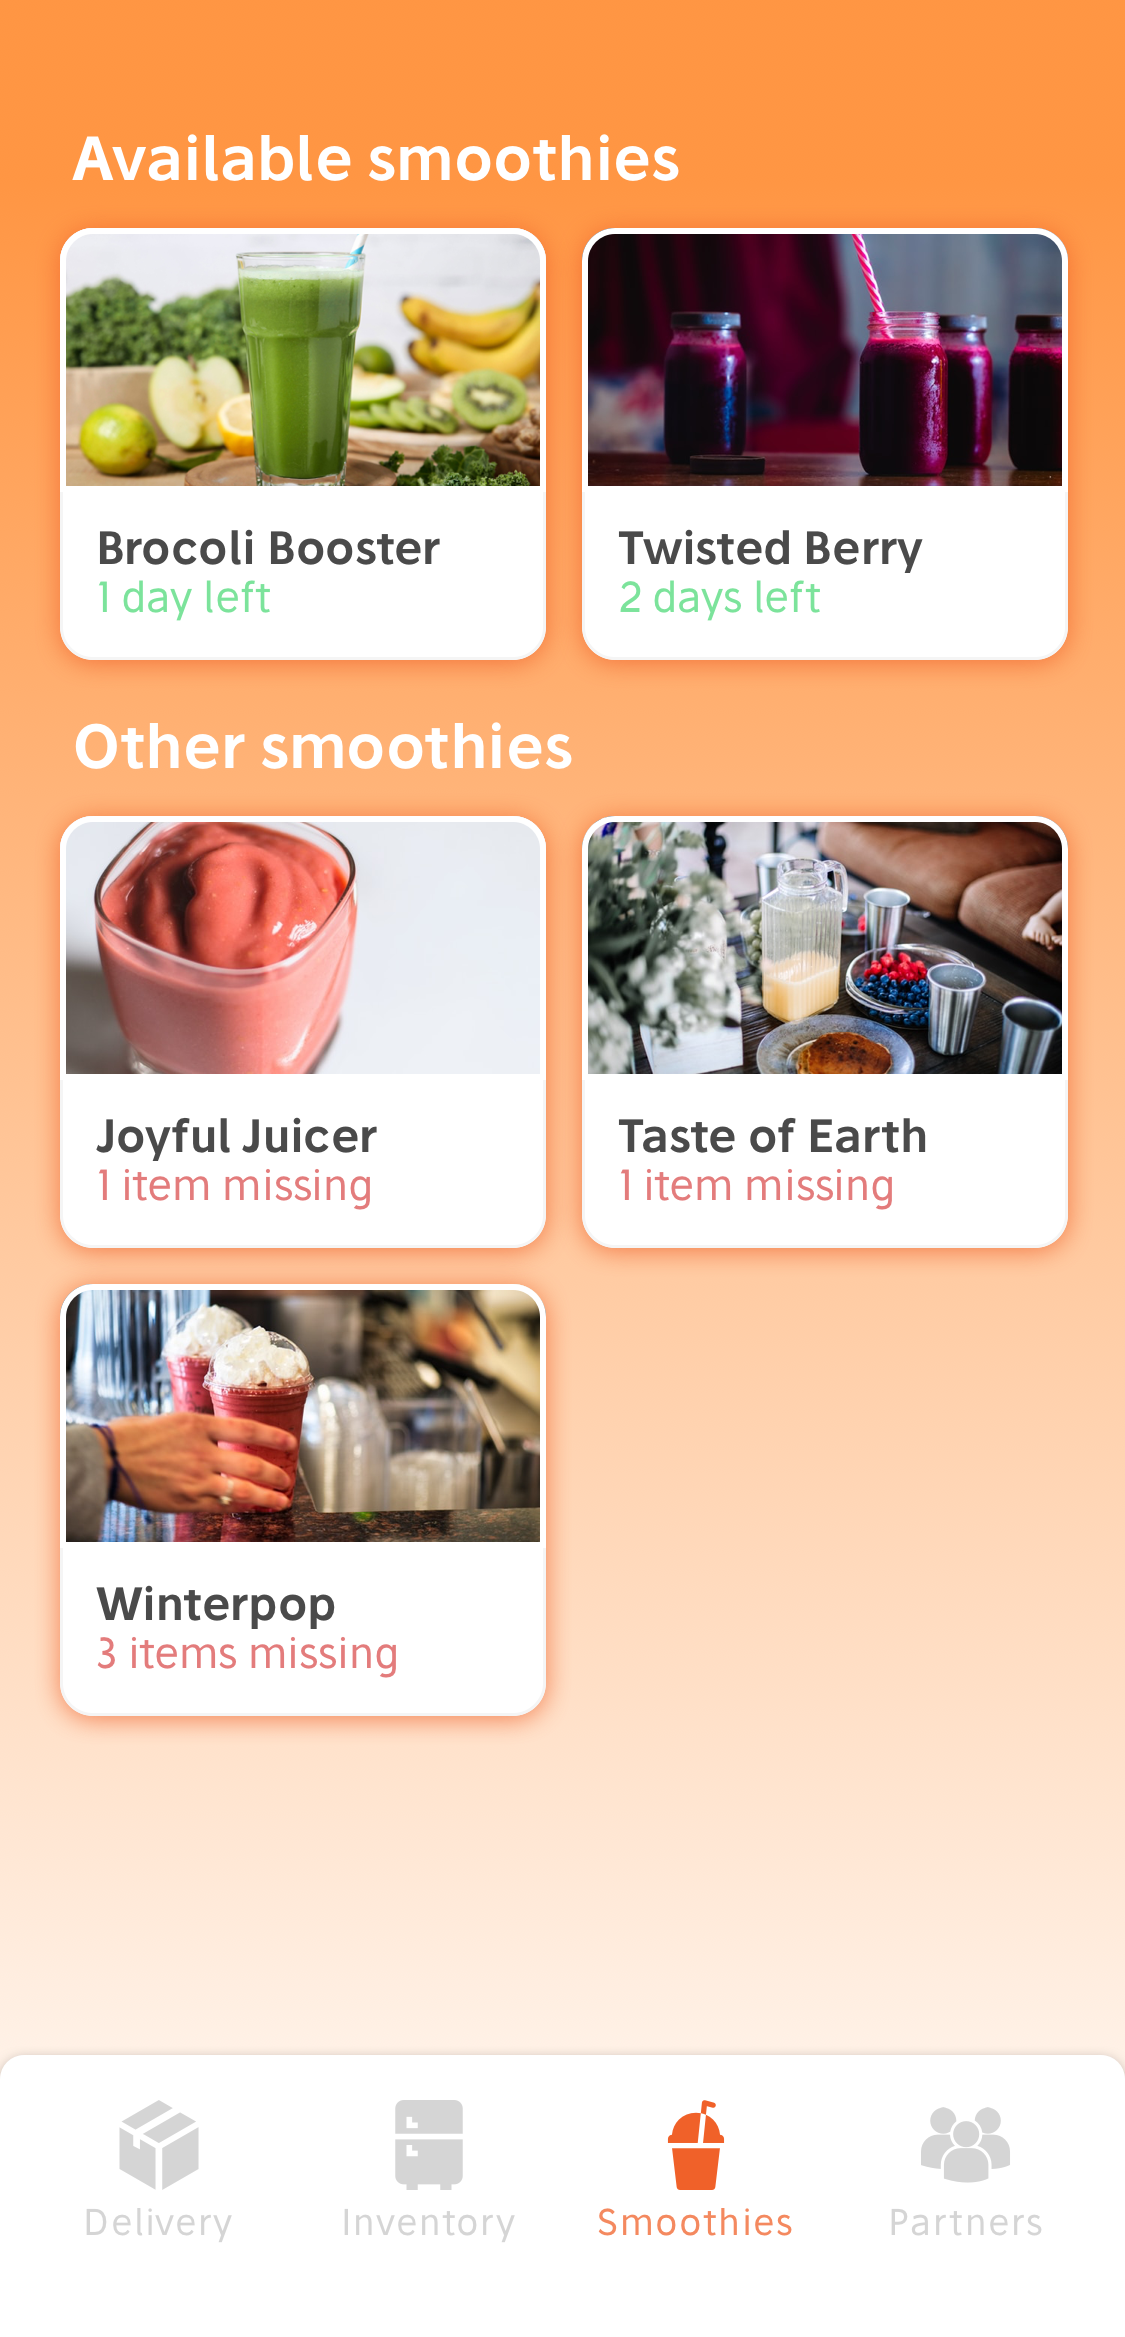 Available smoothies
Brocoli Booster
1 day left
Twisted Berry
2 days left
Other smoothies
Joyful Juicer
1 item missing
Taste of Earth
1 item missing
Winterpop
3 items missing
Delivery
Inventory
Smoothies
Partners